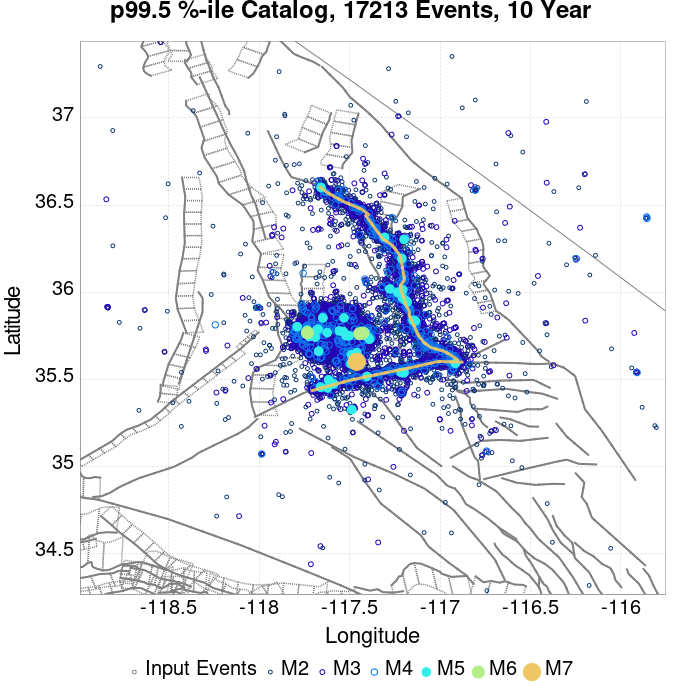 p99.5 %-ile Catalog, 17213 Events, 10 Year
37
36.5
36
35.5
35
34.5
Latitude
-118.5 -118 -117.5 -117 -116.5 -116
Longitude
Input Events M2 M3 M4 M5 M6 M7